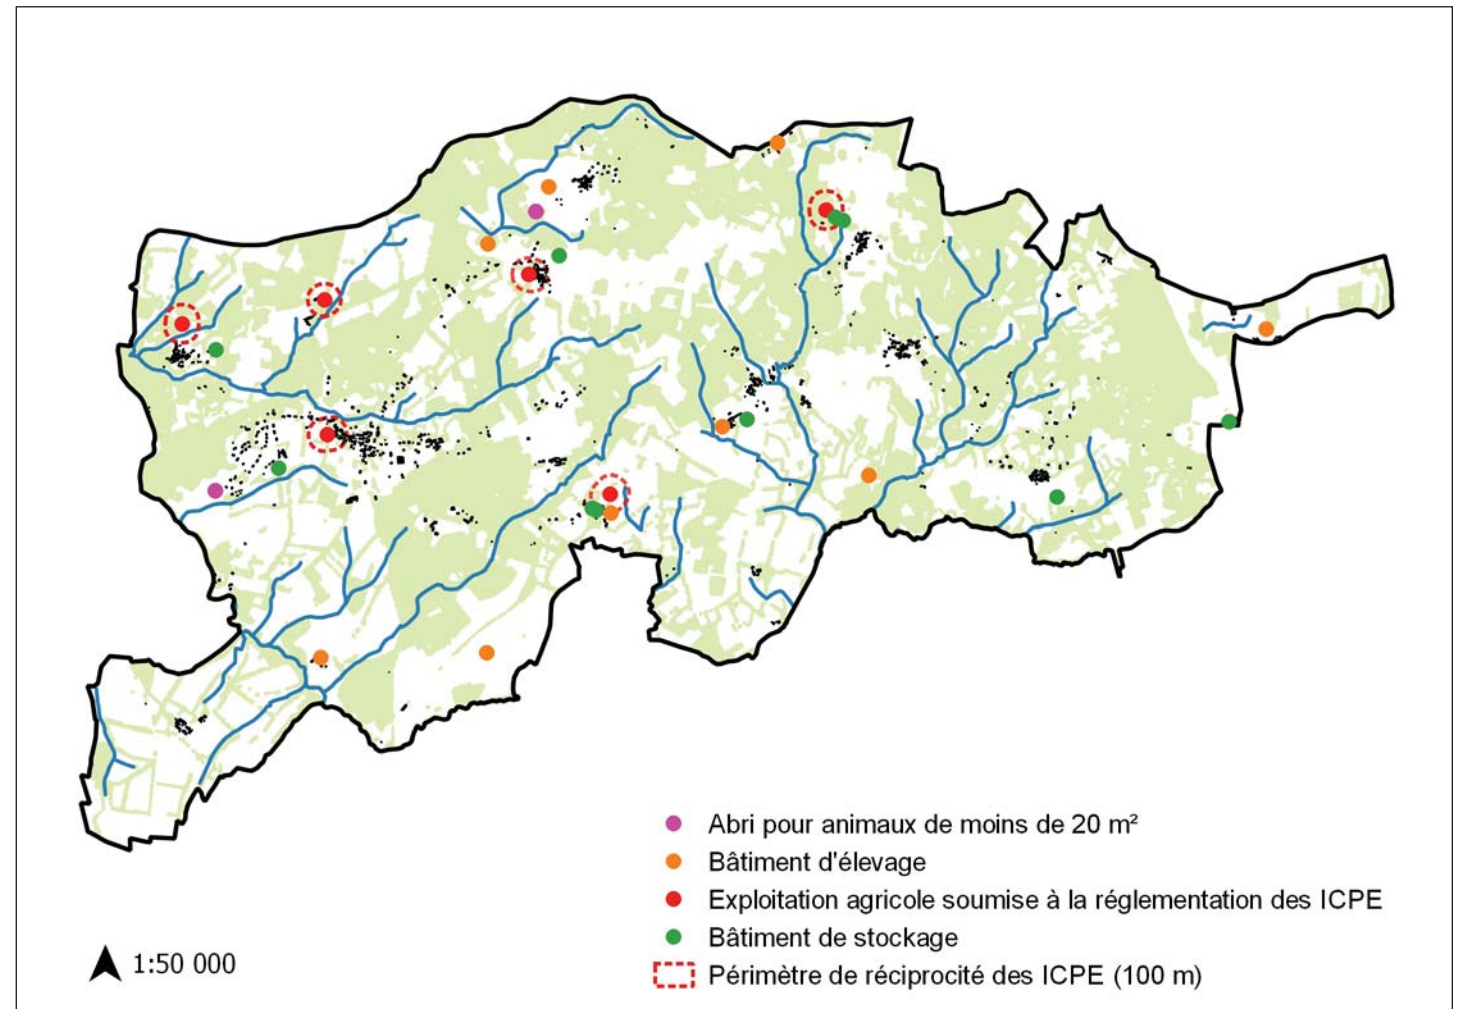 Abri pour animaux de moins de 20 m²
Bâtiment d'élevage
Exploitation agricole soumise à la réglementation des ICPE
Bâtiment de stockage
Périmètre de réciprocité des ICPE (100 m)
1:50 000